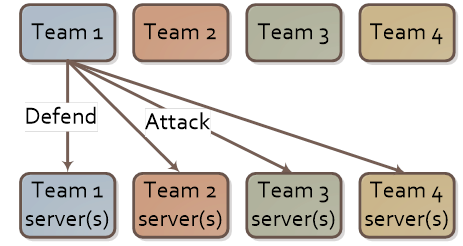 Team 1
Team 2
Team 3
Team 4
Defend
Attack
Team 1
server(s)
Team 2
server(s)
Team 3
server(s)
Team 4
server(s)